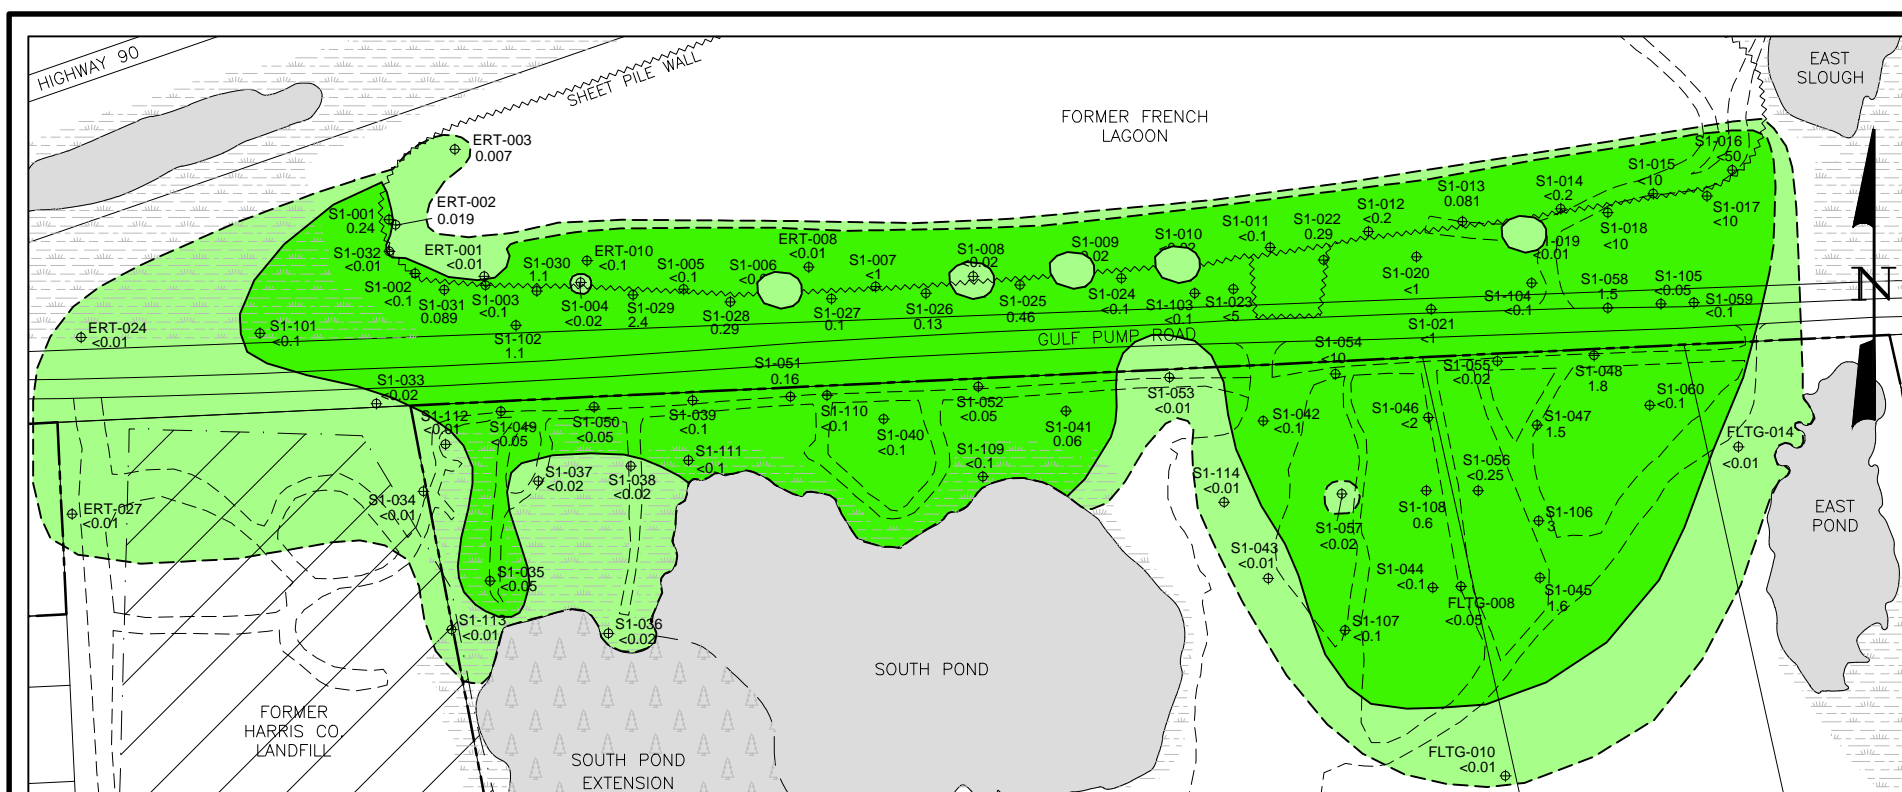 HIGHWAY 90
SHEET PILE WALL
FORMER FRENCH
LAGOON
EAST
SLOUGH
ERT-003
0.007
ERT-002
0.019
S1-001
0.24
S1-032
<0.01
ERT-001
<0.01
S1-002
<0.1
S1-031
0.089
S1-003
<0.1
S1-030
1.1
ERT-010
<0.1
S1-004
<0.02
S1-029
2.4
S1-005
<0.1
S1-006
S1-028
0.29
ERT-008
<0.01
S1-027
0.1
S1-007
<1
S1-026
0.13
S1-008
<0.02
S1-025
0.46
S1-009
S1-024
<0.1
S1-010
S1-103
<0.1
S1-011
<0.1
S1-023
<5
S1-022
0.29
S1-012
<0.2
S1-013
0.081
S1-014
<0.2
S1-015
<10
S1-016
<50
S1-017
<10
S1-018
<10
S1-019
<0.01
S1-020
<1
S1-104
<0.1
S1-058
1.5
S1-105
<0.05
S1-059
<0.1
S1-021
<1
N
ERT-024
<0.01
S1-101
<0.1
S1-102
1.1
GULF PUMP ROAD
S1-033
<0.02
S1-112
<0.01
S1-049
<0.05
S1-050
<0.05
S1-039
<0.1
S1-051
0.16
S1-110
<0.1
S1-040
<0.1
S1-052
<0.05
S1-041
0.06
S1-053
<0.01
S1-054
<10
S1-055
<0.02
S1-048
1.8
S1-060
<0.1
S1-042
<0.1
S1-046
<2
S1-047
1.5
FLTG-014
<0.01
S1-111
<0.1
S1-109
<0.1
S1-037
<0.02
S1-038
<0.02
S1-034
<0.01
ERT-027
<0.01
S1-114
<0.01
S1-056
<0.25
S1-108
0.6
S1-057
<0.02
S1-106
3
EAST
POND
S1-043
<0.01
S1-044
<0.1
FLTG-008
<0.05
S1-045
1.6
S1-035
<0.05
S1-113
<0.01
S1-036
<0.02
S1-107
<0.1
SOUTH POND
FORMER
HARRIS CO.
LANDFILL
SOUTH POND
EXTENSION
FLTG-010
<0.01